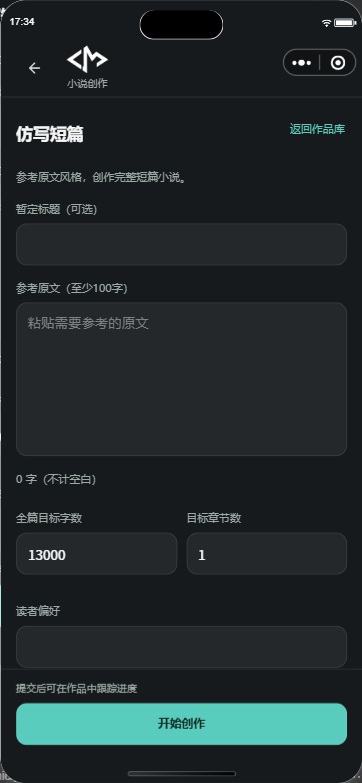 17:34
小说创作
仿写短篇
返回作品库
参考原文风格，创作完整短篇小说。
暂定标题（可选）
参考原文（至少100字）
粘贴需要参考的原文
0 字（不计空白）
全篇目标字数
目标章节数
13000
1
读者偏好
提交后可在作品中跟踪进度
开始创作